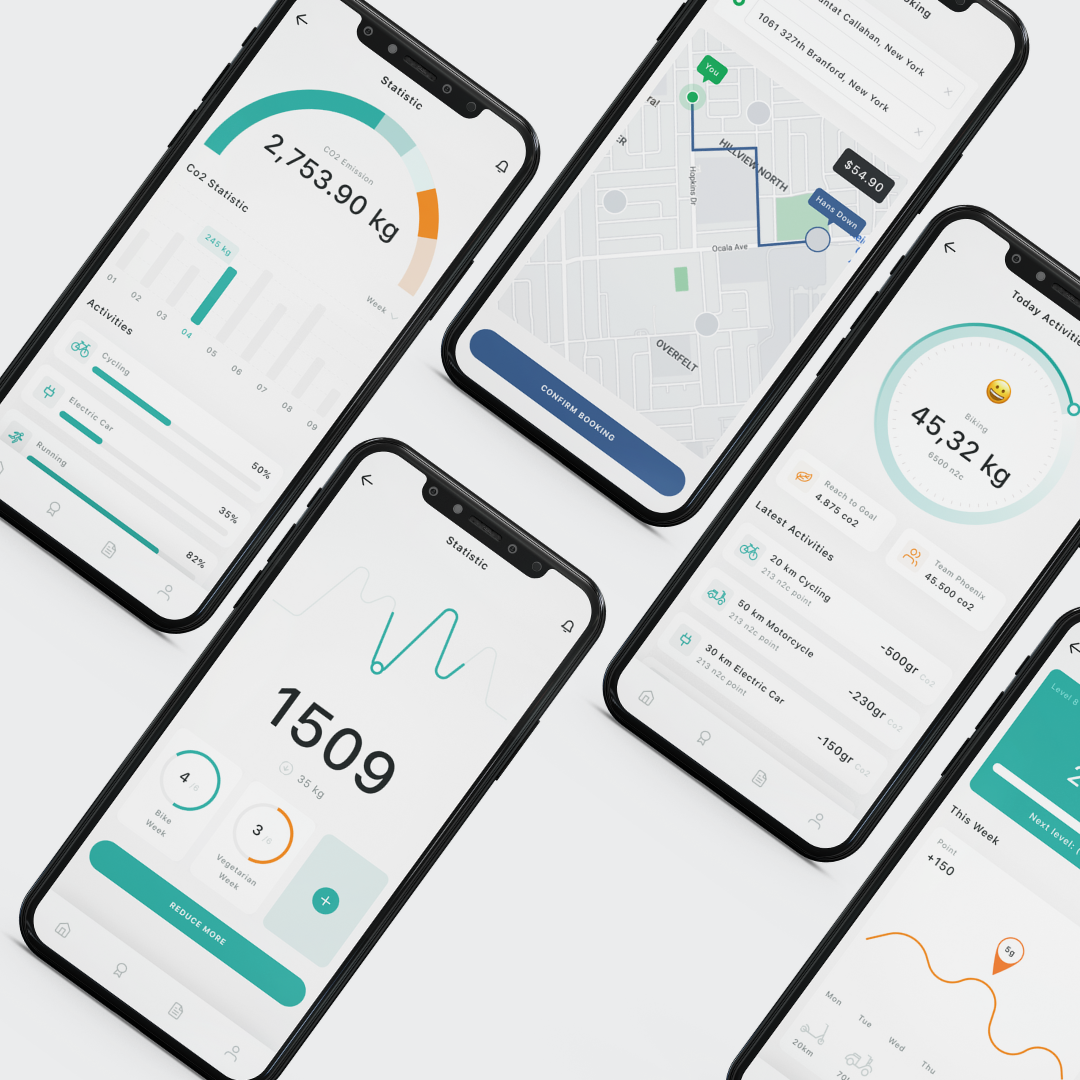 Statistic
CO2 Emission
2,753.90 kg
Week
Co2 Statistic
245 kg
01
02
03
04
05
06
07
08
09
Activities
Cycling
50%
Electric Car
35%
Running
82%
Callahan, New York
1061 327th Branford, New York
You
HILLVIEW NORTH
Hopkins Dr
$54.90
Hans Down
Ocala Ave
OVERFELT
CONFIRM BOOKING
Today
Biking
45,32 kg
6500 n2c
Reach to Goal
4.875 co2
Team Phoenix
45.500 co2
Latest Activities
20 km Cycling
213 n2c point
-500gr Co2
50 km Motorcycle
213 n2c point
-230gr Co2
30 km Electric Car
213 n2c point
-150gr Co2
Statistic
1509
35 kg
4 /6
Bike
Week
3 /6
Vegetarian
Week
REDUCE MORE
Level 8
Next level:
This Week
Point
+150
5g
Mon
Tue
Wed
Thu
20km